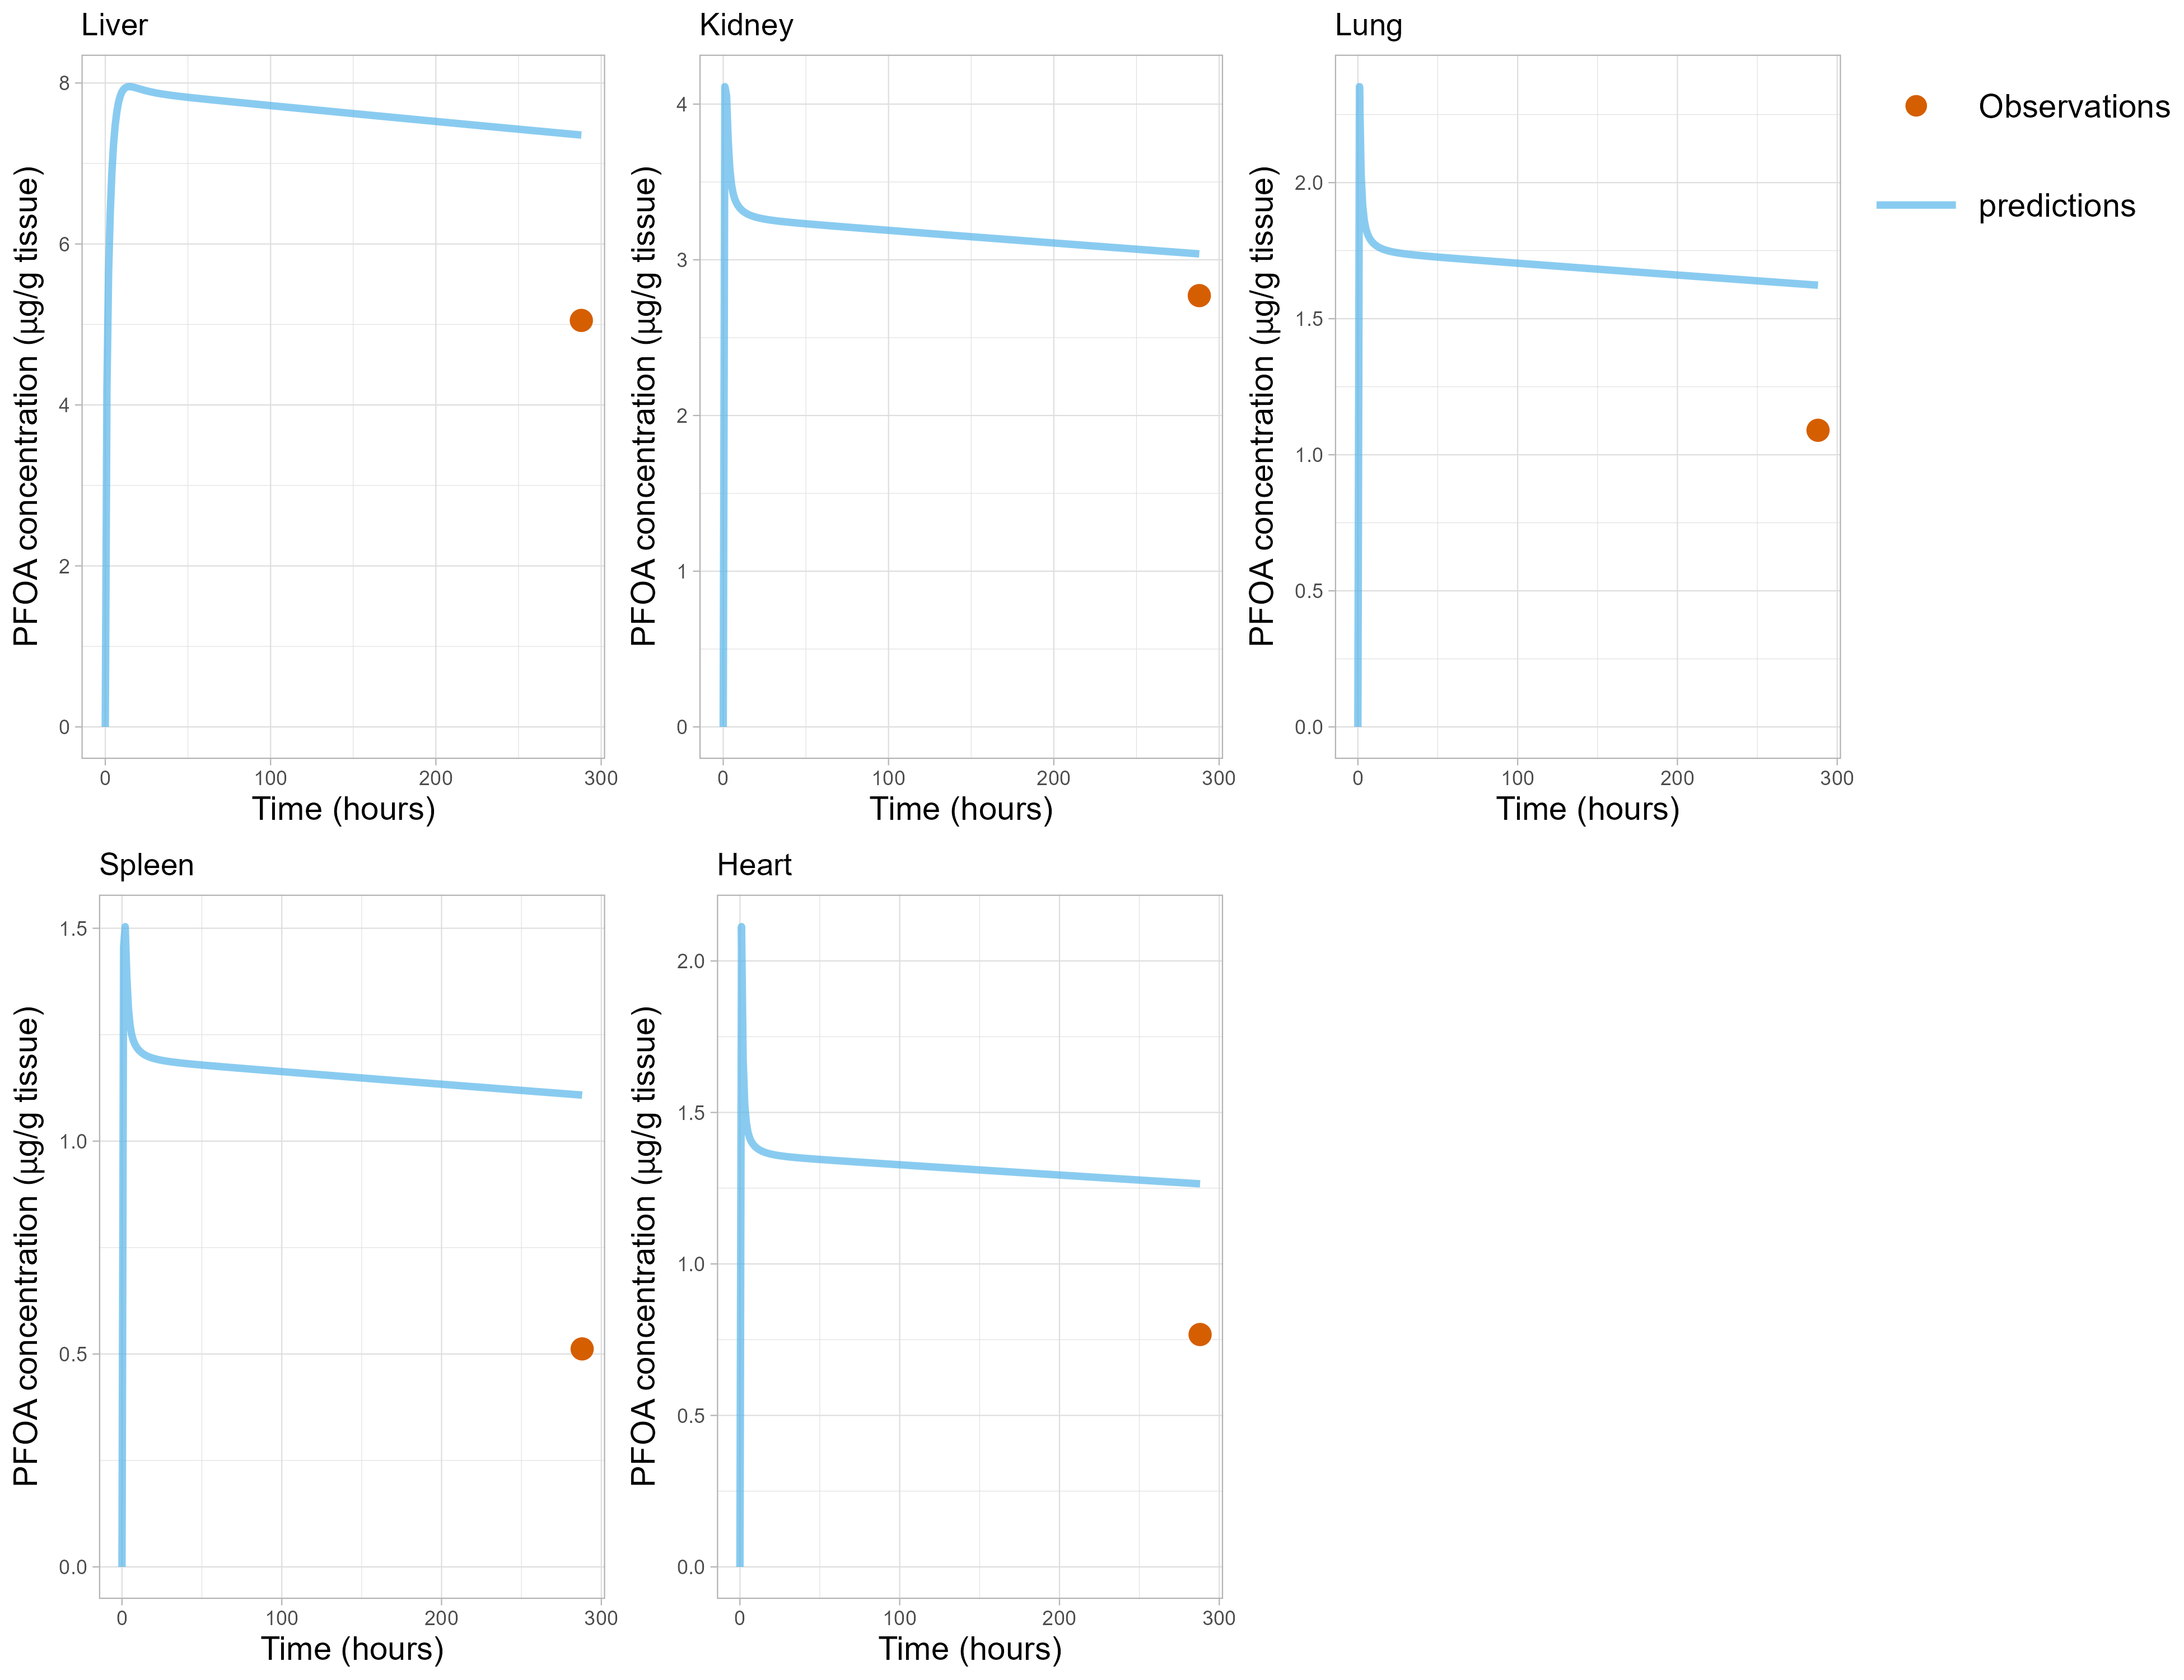 Liver
PFOA concentration (µg/g tissue)
8
6
4
2
0
0 100 200 300
Time (hours)
Kidney
PFOA concentration (µg/g tissue)
4
3
2
1
0
0 100 200 300
Time (hours)
Lung
PFOA concentration (µg/g tissue)
2.0
1.5
1.0
0.5
0.0
0 100 200 300
Time (hours)
Observations
predictions
Spleen
PFOA concentration (µg/g tissue)
1.5
1.0
0.5
0.0
0 100 200 300
Time (hours)
Heart
PFOA concentration (µg/g tissue)
2.0
1.5
1.0
0.5
0.0
0 100 200 300
Time (hours)